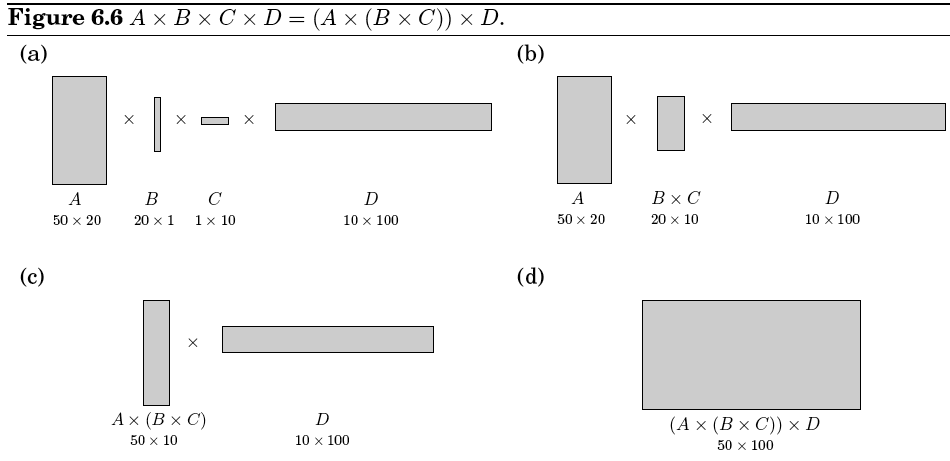 Figure 6.6 A × B × C × D = (A × (B × C)) × D.
(a)
× × ×
A B C D
50 × 20 20 × 1 1 × 10 10 × 100
(b)
× ×
A B × C D
50 × 20 20 × 10 10 × 100
(c)
×
A × (B × C) D
50 × 10 10 × 100
(d)
(A × (B × C)) × D
50 × 100